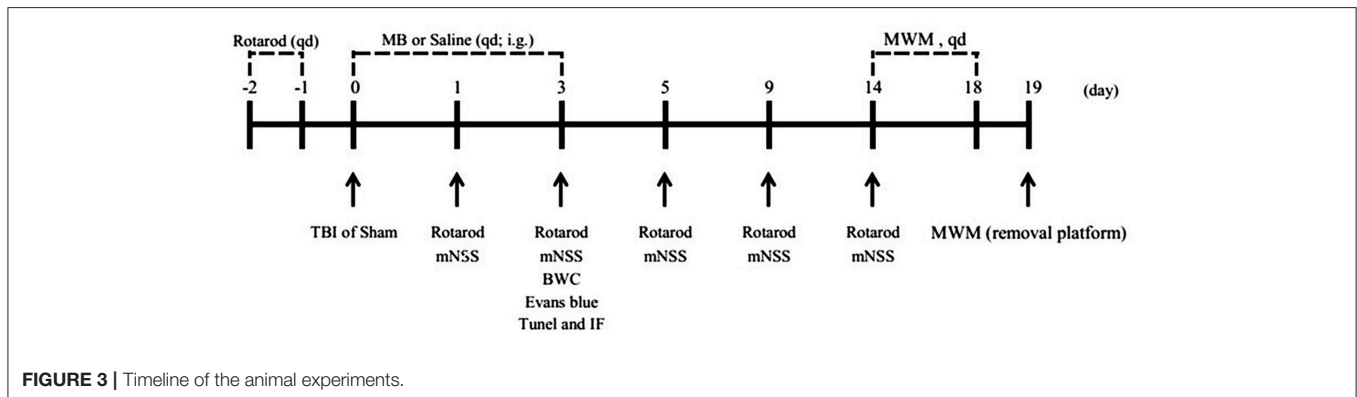 Rotarod (qd)
MB or Saline (qd; i.g.)
MWM , qd
-2 -1 0 1 3 5 9 14 18 19 (day)
TBI of Sham Rotarod Rotarod Rotarod Rotarod Rotarod MWM (removal platform)
mNSS mNSS mNSS mNSS mNSS
BWC
Evans blue
Tunel and IF
FIGURE 3 | Timeline of the animal experiments.